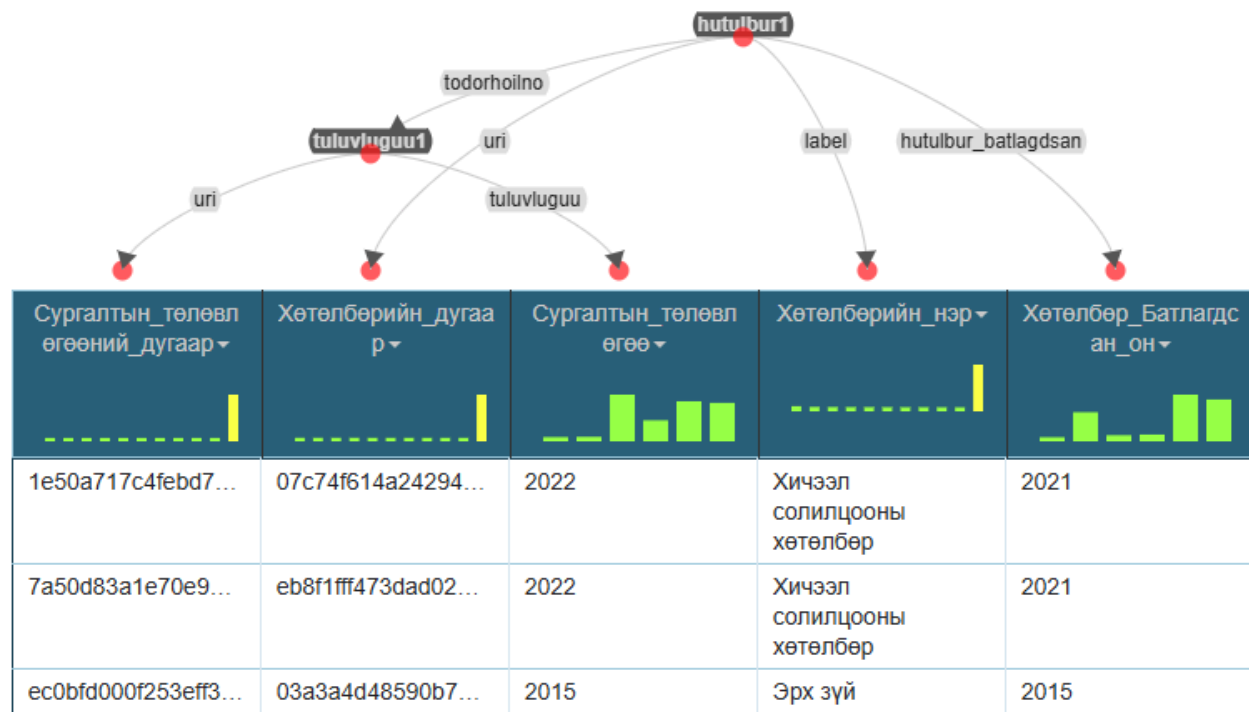 hutulbur1
todorhoilno
tuluvluguu1
uri
label
hutulbur_batlagdsan
uri
tuluvluguu
Сургалтын_төлөвл
өгөөний_дугаар
Хөтөлбөрийн_дугаа
р
Сургалтын_төлөвл
өгөө
Хөтөлбөрийн_нэр
Хөтөлбөр_Батлагдс
ан_он
1e50a717c4febd7...
07c74f614a24294...
2022
Хичээл
солилцооны
хөтөлбөр
2021
7a50d83a1e70e9...
eb8f1fff473dad02...
2022
Хичээл
солилцооны
хөтөлбөр
2021
ec0bfd000f253eff3...
03a3a4d48590b7...
2015
Эрх зүй
2015